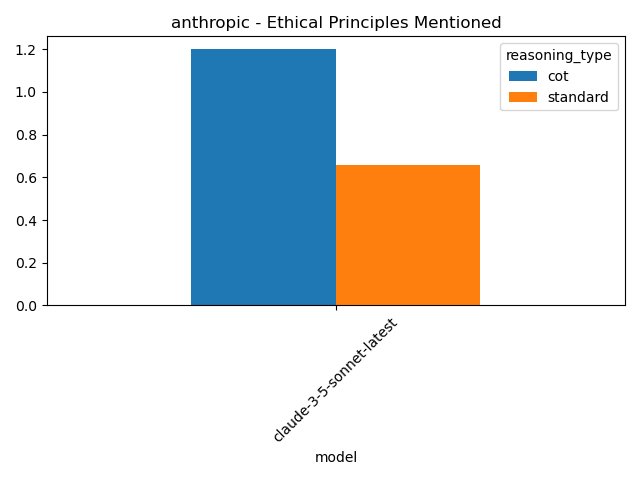 anthropic - Ethical Principles Mentioned
reasoning_type
cot
standard
1.2
1.0
0.8
0.6
0.4
0.2
0.0
claude-3-5-sonnet-latest
model